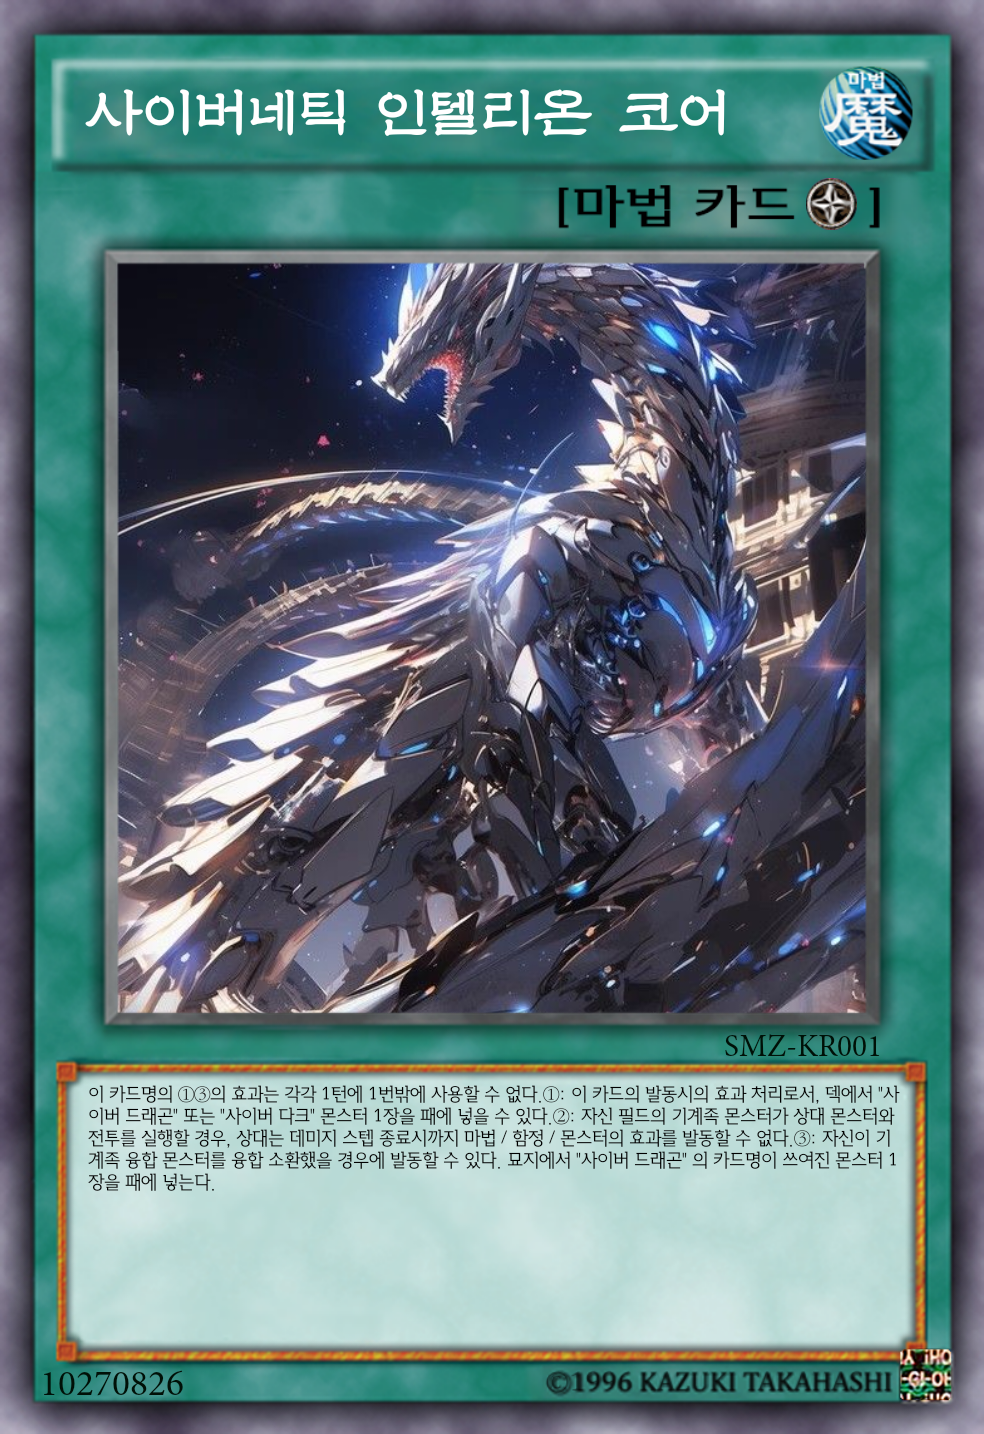 사이버네틱 인텔리온 코어
마법
魔
[마법 카드 ]
SMZ-KR001
이 카드명의 ①③의 효과는 각각 1턴에 1번밖에 사용할 수 없다.①: 이 카드의 발동시의 효과 처리로서, 덱에서 "사
이버 드래곤" 또는 "사이버 다크" 몬스터 1장을 패에 넣을 수 있다.②: 자신 필드의 기계족 몬스터가 상대 몬스터와
전투를 실행할 경우, 상대는 데미지 스텝 종료시까지 마법 / 함정 / 몬스터의 효과를 발동할 수 없다.③: 자신이 기
계족 융합 몬스터를 융합 소환했을 경우에 발동할 수 있다. 묘지에서 "사이버 드래곤" 의 카드명이 쓰여진 몬스터 1
장을 패에 넣는다.
10270826
©1996 KAZUKI TAKAHASHI